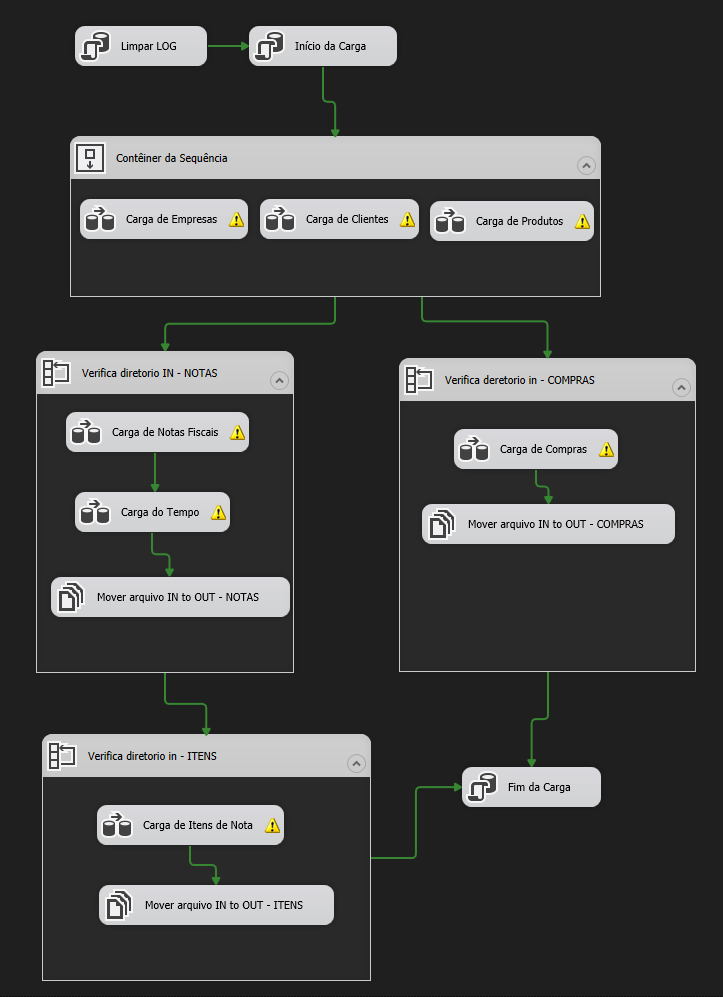 Limpar LOG
Início da Carga
Contêiner da Sequência
Carga de Empresas
Carga de Clientes
Carga de Produtos
Verifica diretorio IN - NOTAS
Carga de Notas Fiscais
Carga do Tempo
Mover arquivo IN to OUT - NOTAS
Verifica deretorio in - COMPRAS
Carga de Compras
Mover arquivo IN to OUT - COMPRAS
Verifica diretorio in - ITENS
Carga de Itens de Nota
Mover arquivo IN to OUT - ITENS
Fim da Carga